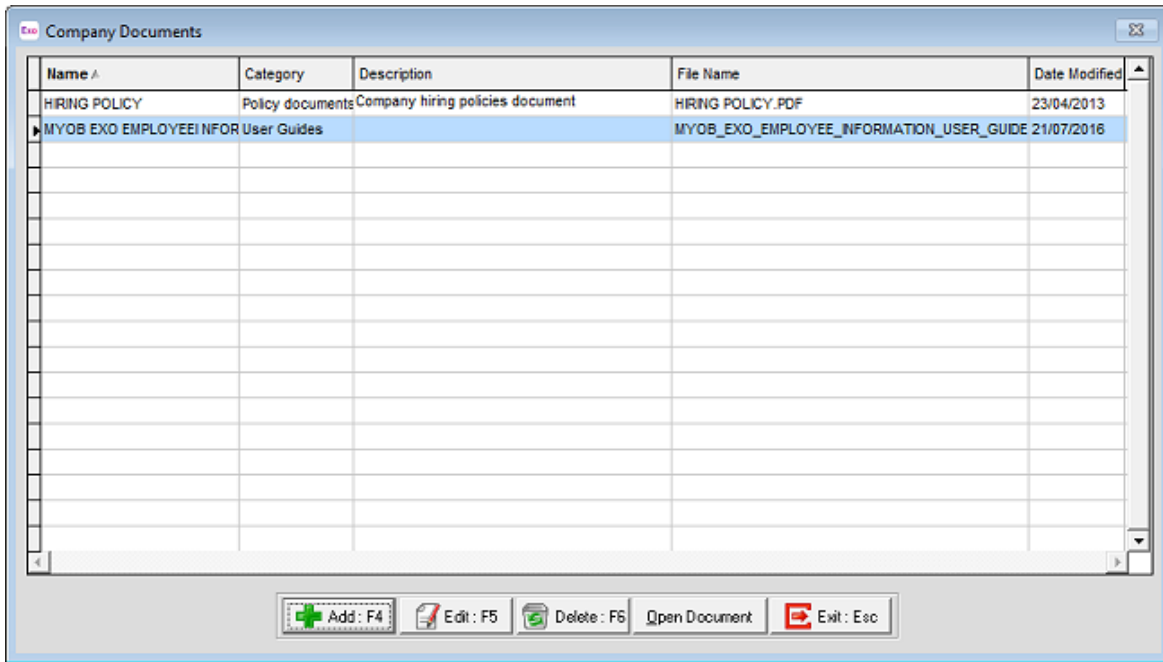 Exo Company Documents
Name Category Description File Name Date Modified
HIRING POLICY Policy documents Company hiring policies document HIRING POLICY.PDF 23/04/2013
MYOB EXO EMPLOYEEI NFOR User Guides MYOB_EXO_EMPLOYEE_INFORMATION_USER_GUIDE 21/07/2016
Add : F4 Edit : F5 Delete : F6 Open Document Exit : Esc